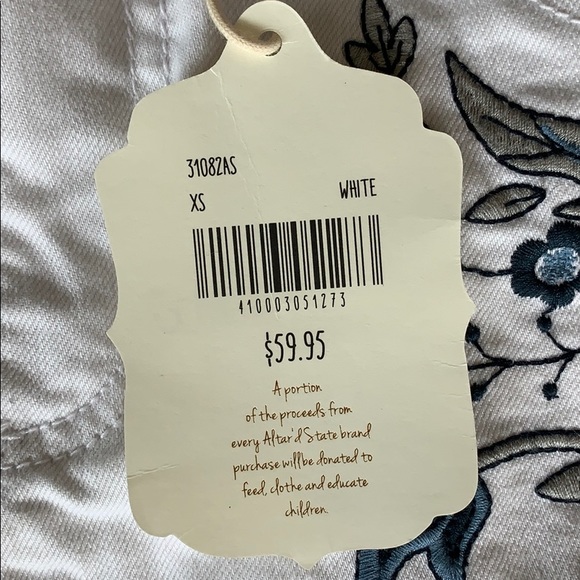 31082AS
XS WHITE
410003051273
$59.95
A portion
of the proceeds from
every Altar'd State brand
purchase will be donated to
feed, clothe and educate
children.